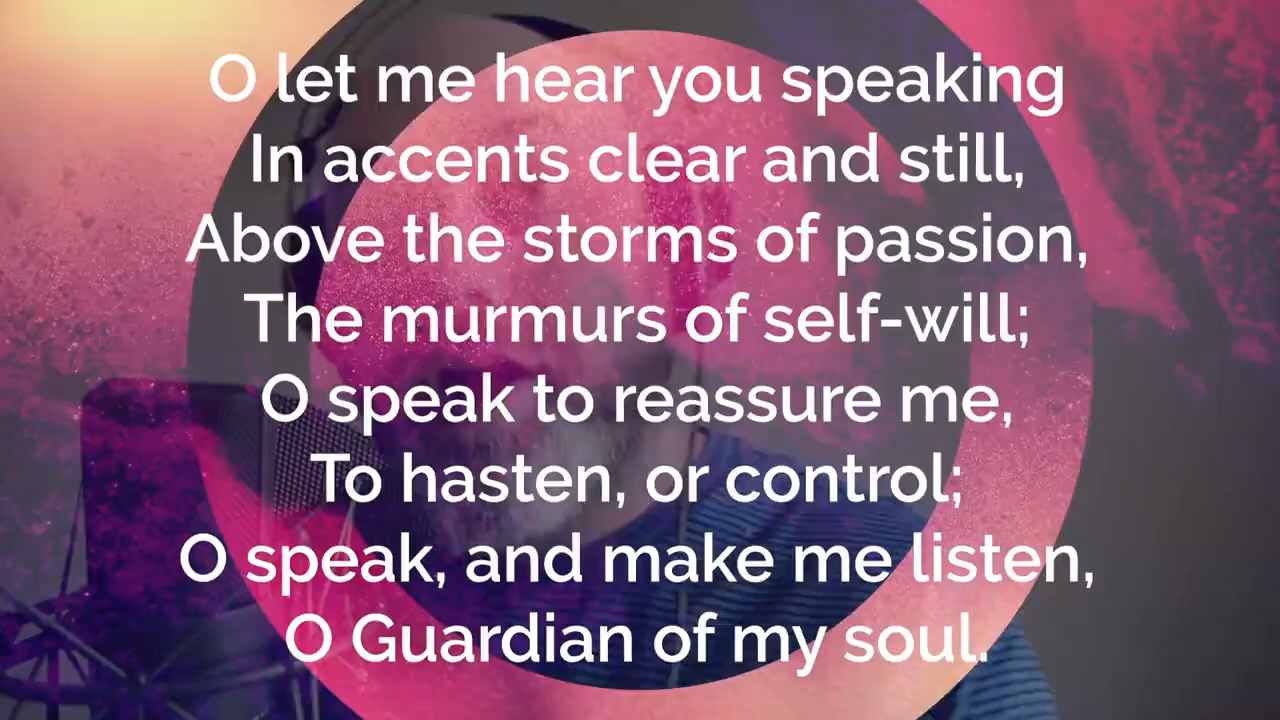 O let me hear you speaking
In accents clear and still,
Above the storms of passion,
The murmurs of self-will;
O speak to reassure me,
To hasten, or control;
O speak, and make me listen,
O Guardian of my soul.